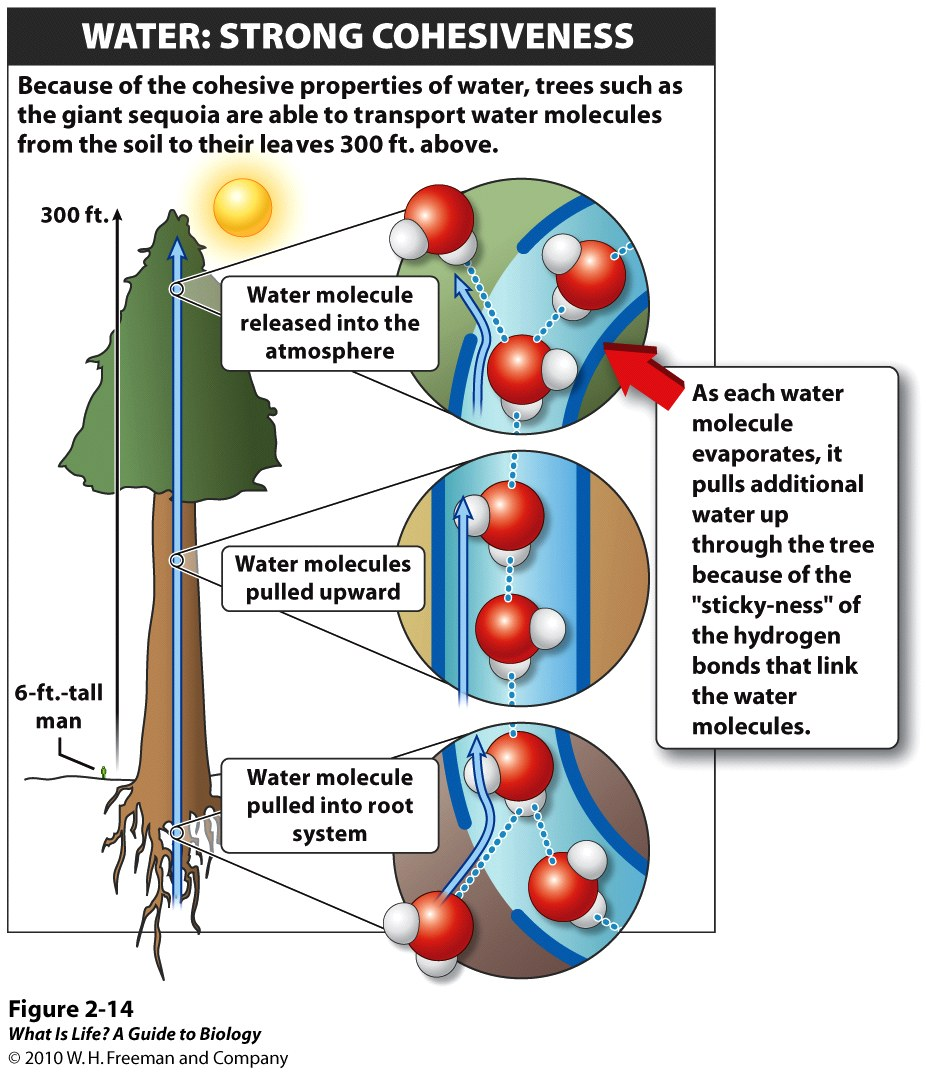 WATER: STRONG COHESIVENESS
Because of the cohesive properties of water, trees such as
the giant sequoia are able to transport water molecules
from the soil to their leaves 300 ft. above.
300 ft.
Water molecule
released into the
atmosphere
As each water
molecule
evaporates, it
pulls additional
water up
through the tree
because of the
"sticky-ness" of
the hydrogen
bonds that link
the water
molecules.
Water molecules
pulled upward
6-ft.-tall
man
Water molecule
pulled into root
system
Figure 2-14
What Is Life? A Guide to Biology
© 2010 W. H. Freeman and Company